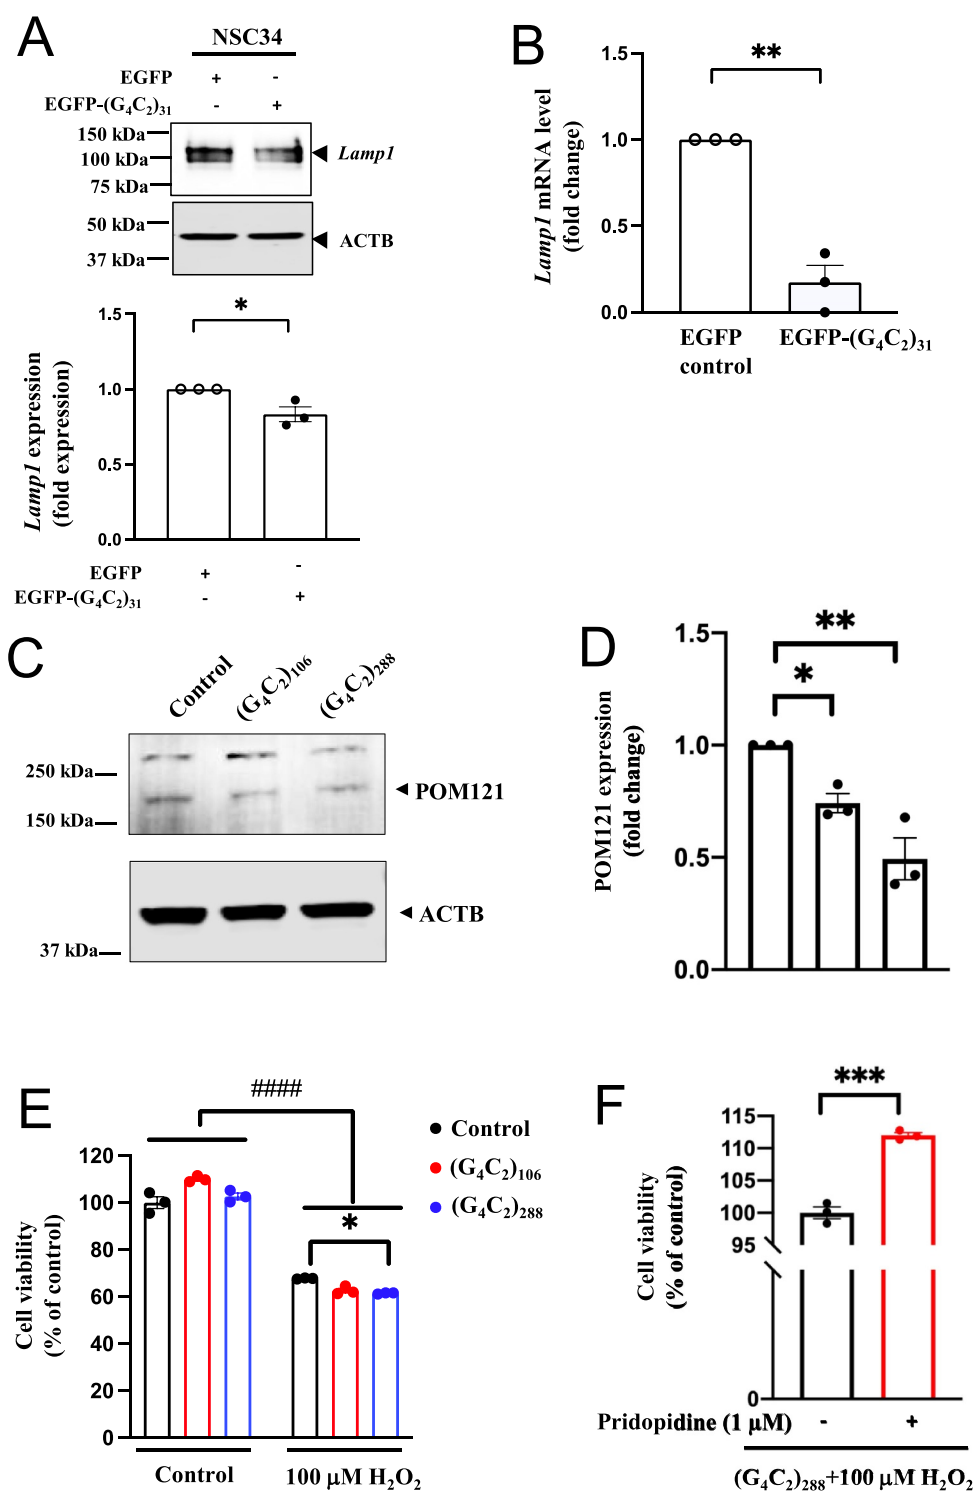 A
NSC34
EGFP + -
EGFP-(G₄C₂)₃₁ - +
150 kDa
100 kDa
75 kDa
Lamp1
50 kDa
37 kDa
ACTB
Lamp1 expression
(fold expression)
1.5
1.0
0.5
0.0
*
EGFP + -
EGFP-(G₄C₂)₃₁ - +
B
Lamp1 mRNA level
(fold change)
1.5
1.0
0.5
0.0
**
EGFP
control
EGFP-(G₄C₂)₃₁
C
Control
(G₄C₂)₁₀₆
(G₄C₂)₂₈₈
250 kDa
150 kDa
POM121
ACTB
37 kDa
D
POM121 expression
(fold change)
1.5
1.0
0.5
0.0
**
*
E
Cell viability
(% of control)
120
100
80
60
40
20
0
####
*
Control
(G₄C₂)₁₀₆
(G₄C₂)₂₈₈
Control
100 μM H₂O₂
F
Cell viability
(% of control)
115
110
105
100
95
0
***
Pridopidine (1 μM) - +
(G₄C₂)₂₈₈+100 μM H₂O₂